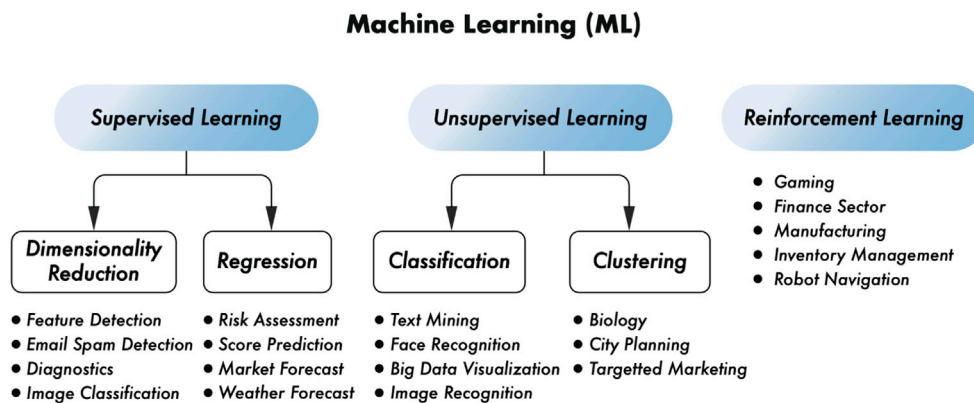 Machine Learning (ML)
Supervised Learning
Unsupervised Learning
Reinforcement Learning
Dimensionality
Reduction
Regression
Classification
Clustering
• Feature Detection
• Email Spam Detection
• Diagnostics
• Image Classification
• Risk Assessment
• Score Prediction
• Market Forecast
• Weather Forecast
• Text Mining
• Face Recognition
• Big Data Visualization
• Image Recognition
• Biology
• City Planning
• Targetted Marketing
• Gaming
• Finance Sector
• Manufacturing
• Inventory Management
• Robot Navigation